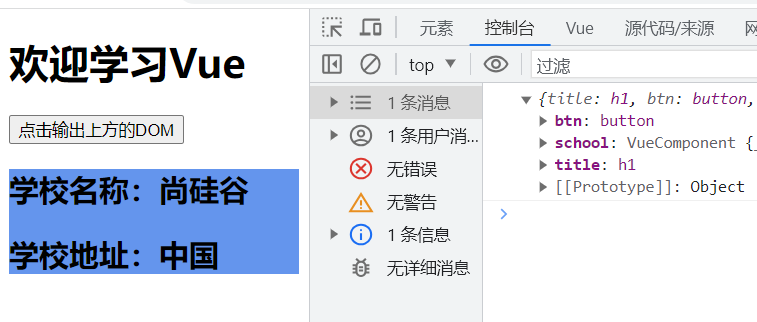 欢迎学习Vue
点击输出上方的DOM
学校名称：尚硅谷
学校地址：中国
元素 控制台 Vue 源代码/来源
top 过滤
1 条消息
1 条用户消...
无错误
无警告
1 条信息
无详细消息
{title: h1, btn: button,
btn: button
school: VueComponent {_
title: h1
[[Prototype]]: Object